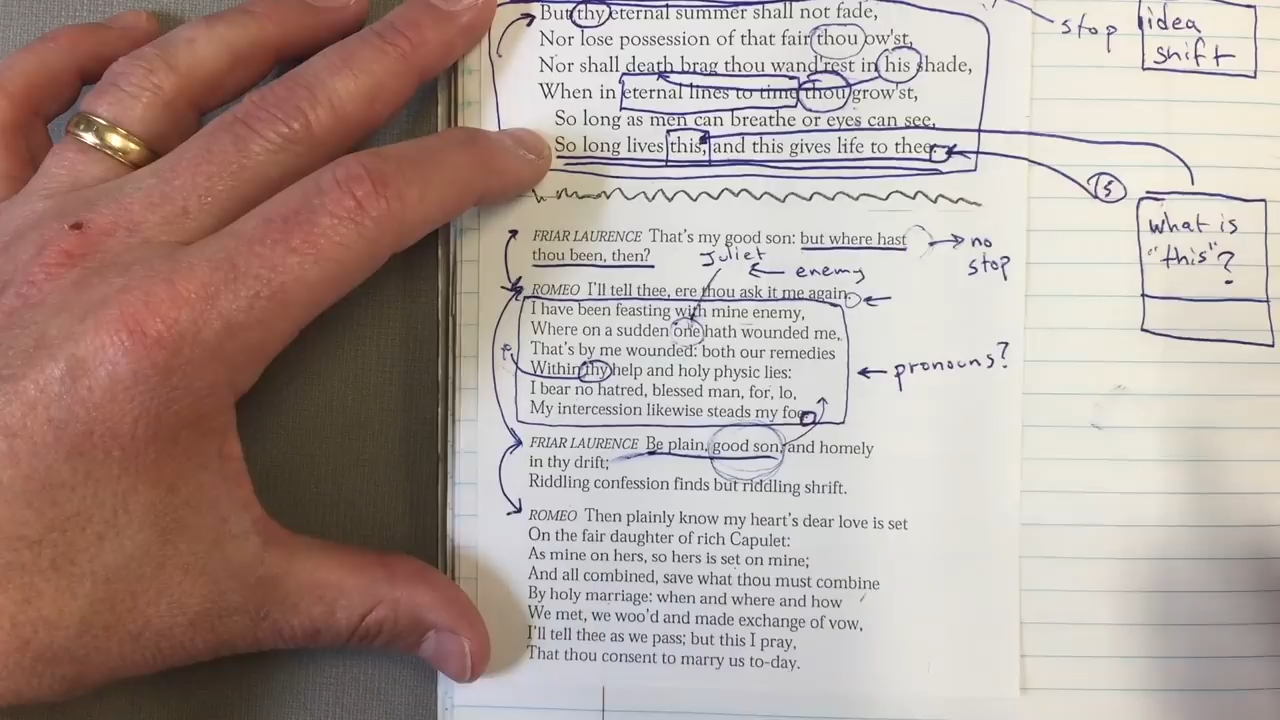 But thy eternal summer shall not fade,
Nor lose possession of that fair thou ow'st,
Nor shall death brag thou wand'rest in his shade,
When in eternal lines to time thou grow'st,
So long as men can breathe or eyes can see,
So long lives this, and this gives life to thee.
stop
idea
shift
what is
"this"?
FRIAR LAURENCE That's my good son: but where hast
thou been, then?
no
stop
Juliet
enemy
ROMEO I'll tell thee, ere thou ask it me again.
I have been feasting with mine enemy,
Where on a sudden one hath wounded me,
That's by me wounded: both our remedies
Within thy help and holy physic lies:
I bear no hatred, blessed man, for, lo,
My intercession likewise steads my foe.
pronouns?
FRIAR LAURENCE Be plain, good son, and homely
in thy drift;
Riddling confession finds but riddling shrift.
ROMEO Then plainly know my heart's dear love is set
On the fair daughter of rich Capulet:
As mine on hers, so hers is set on mine;
And all combined, save what thou must combine
By holy marriage: when and where and how
We met, we woo'd and made exchange of vow,
I'll tell thee as we pass; but this I pray,
That thou consent to marry us to-day.